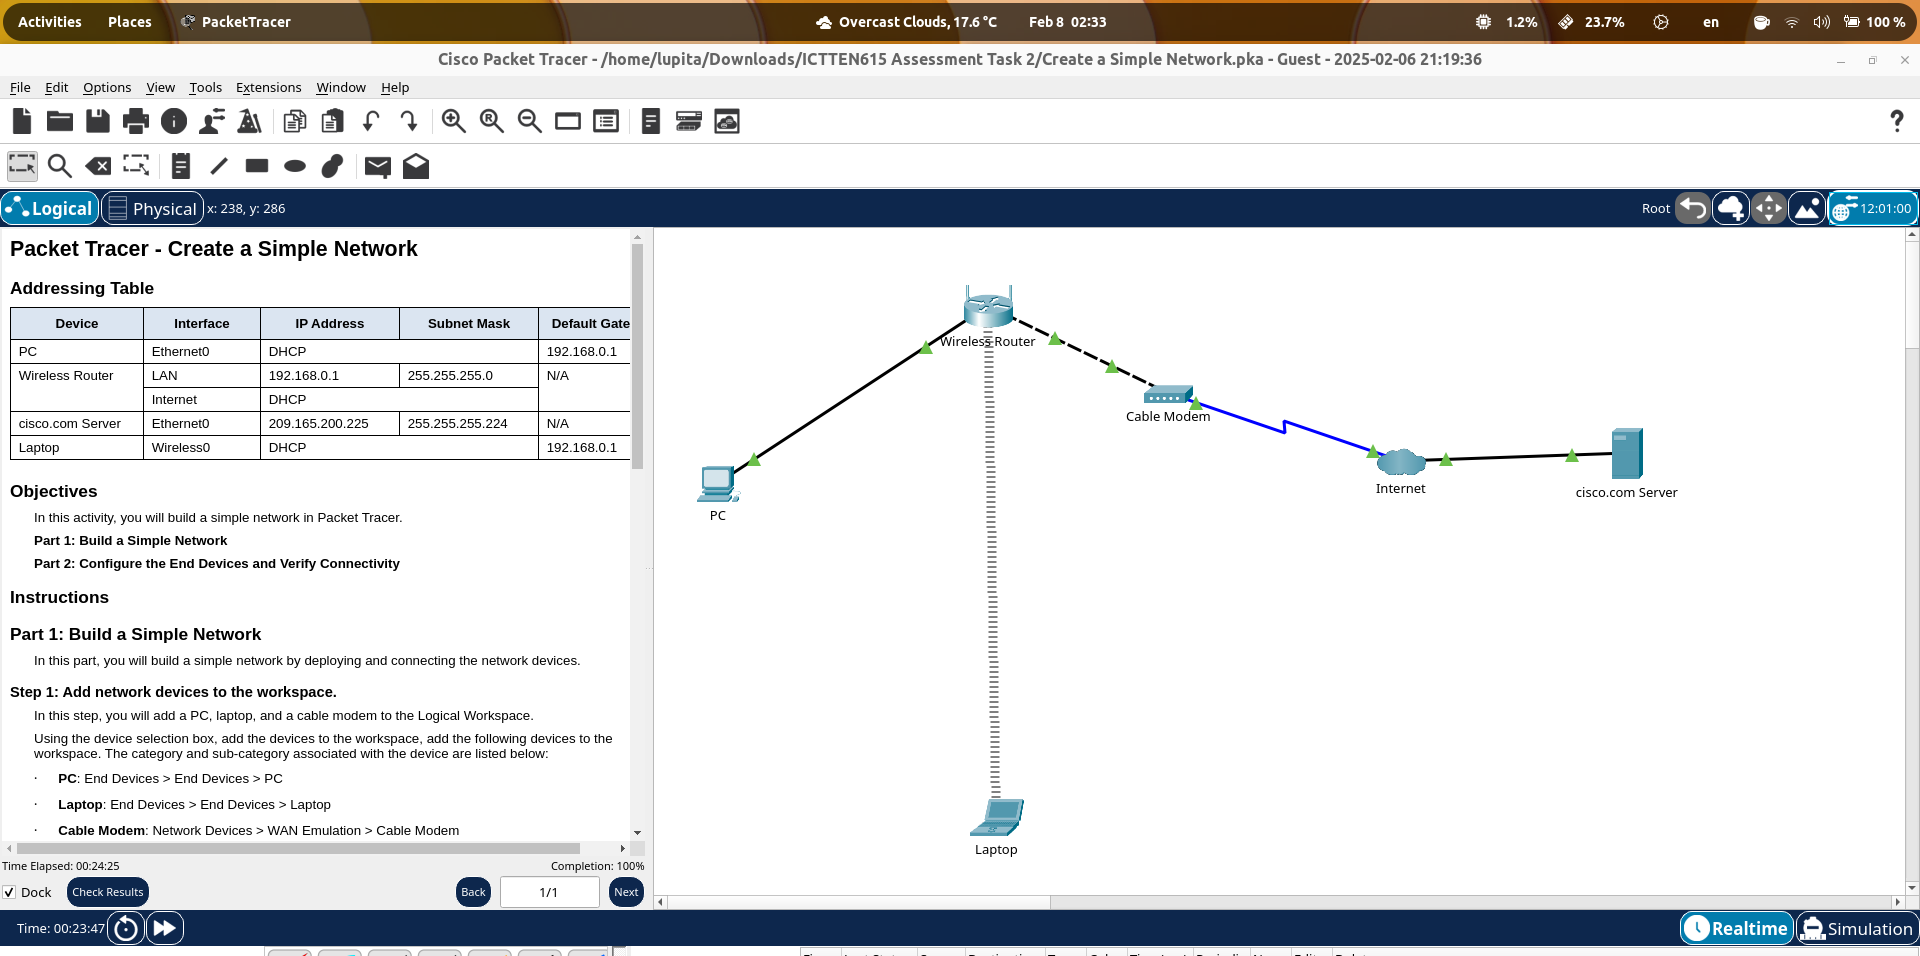 Activities Places PacketTracer Overcast Clouds, 17.6 °C Feb 8 02:33 1.2% 23.7% en 100 %
Cisco Packet Tracer - /home/lupita/Downloads/ICTTEN615 Assessment Task 2/Create a Simple Network.pka - Guest - 2025-02-06 21:19:36
File Edit Options View Tools Extensions Window Help
Logical Physical x: 238, y: 286 Root 12:01:00
Packet Tracer - Create a Simple Network
Addressing Table
Device Interface IP Address Subnet Mask Default Gate
PC Ethernet0 DHCP 192.168.0.1
Wireless Router LAN 192.168.0.1 255.255.255.0 N/A
Internet DHCP
cisco.com Server Ethernet0 209.165.200.225 255.255.255.224 N/A
Laptop Wireless0 DHCP 192.168.0.1
Objectives
In this activity, you will build a simple network in Packet Tracer.
Part 1: Build a Simple Network
Part 2: Configure the End Devices and Verify Connectivity
Instructions
Part 1: Build a Simple Network
In this part, you will build a simple network by deploying and connecting the network devices.
Step 1: Add network devices to the workspace.
In this step, you will add a PC, laptop, and a cable modem to the Logical Workspace.
Using the device selection box, add the devices to the workspace, add the following devices to the
workspace. The category and sub-category associated with the device are listed below:
· PC: End Devices > End Devices > PC
· Laptop: End Devices > End Devices > Laptop
· Cable Modem: Network Devices > WAN Emulation > Cable Modem
Time Elapsed: 00:24:25 Completion: 100%
Dock Check Results Back 1/1 Next
Wireless Router
Cable Modem
Internet
cisco.com Server
PC
Laptop
Time: 00:23:47 Realtime Simulation